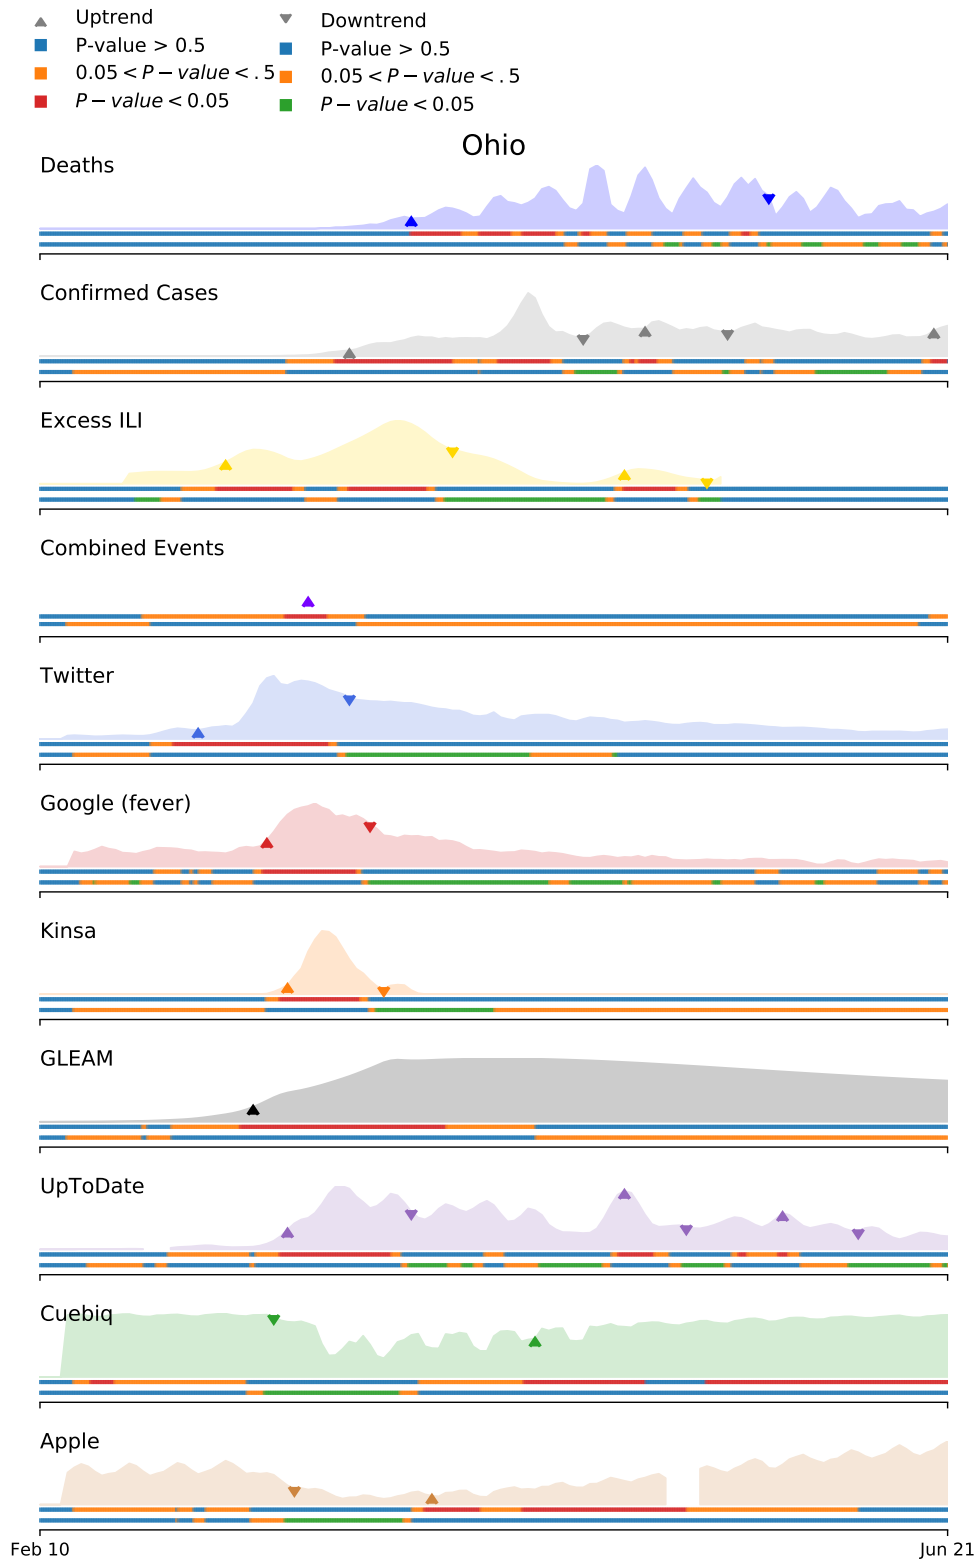 Uptrend
P-value > 0.5
0.05 < P − value < .5
P − value < 0.05
Downtrend
P-value > 0.5
0.05 < P − value < .5
P − value < 0.05
Ohio
Deaths
Confirmed Cases
Excess ILI
Combined Events
Twitter
Google (fever)
Kinsa
GLEAM
UpToDate
Cuebiq
Apple
Feb 10
Jun 21